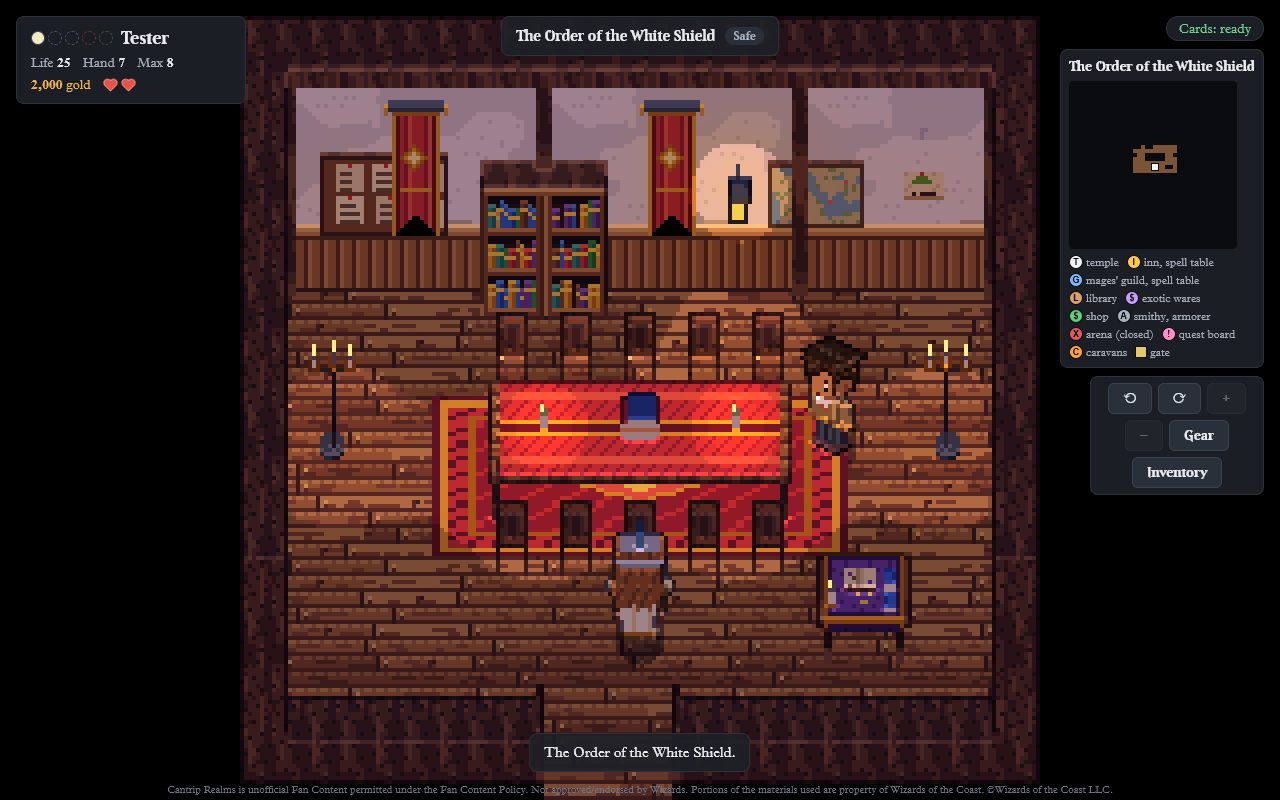 Tester
Life 25 Hand 7 Max 8
2,000 gold
The Order of the White Shield Safe
Cards: ready
The Order of the White Shield
T temple I inn, spell table
G mages' guild, spell table
L library S exotic wares
S shop A smithy, armorer
X arena (closed) ! quest board
C caravans gate
+
− Gear
Inventory
The Order of the White Shield.
Cantrip Realms is unofficial Fan Content permitted under the Fan Content Policy. Not approved/endorsed by Wizards. Portions of the materials used are property of Wizards of the Coast. ©Wizards of the Coast LLC.